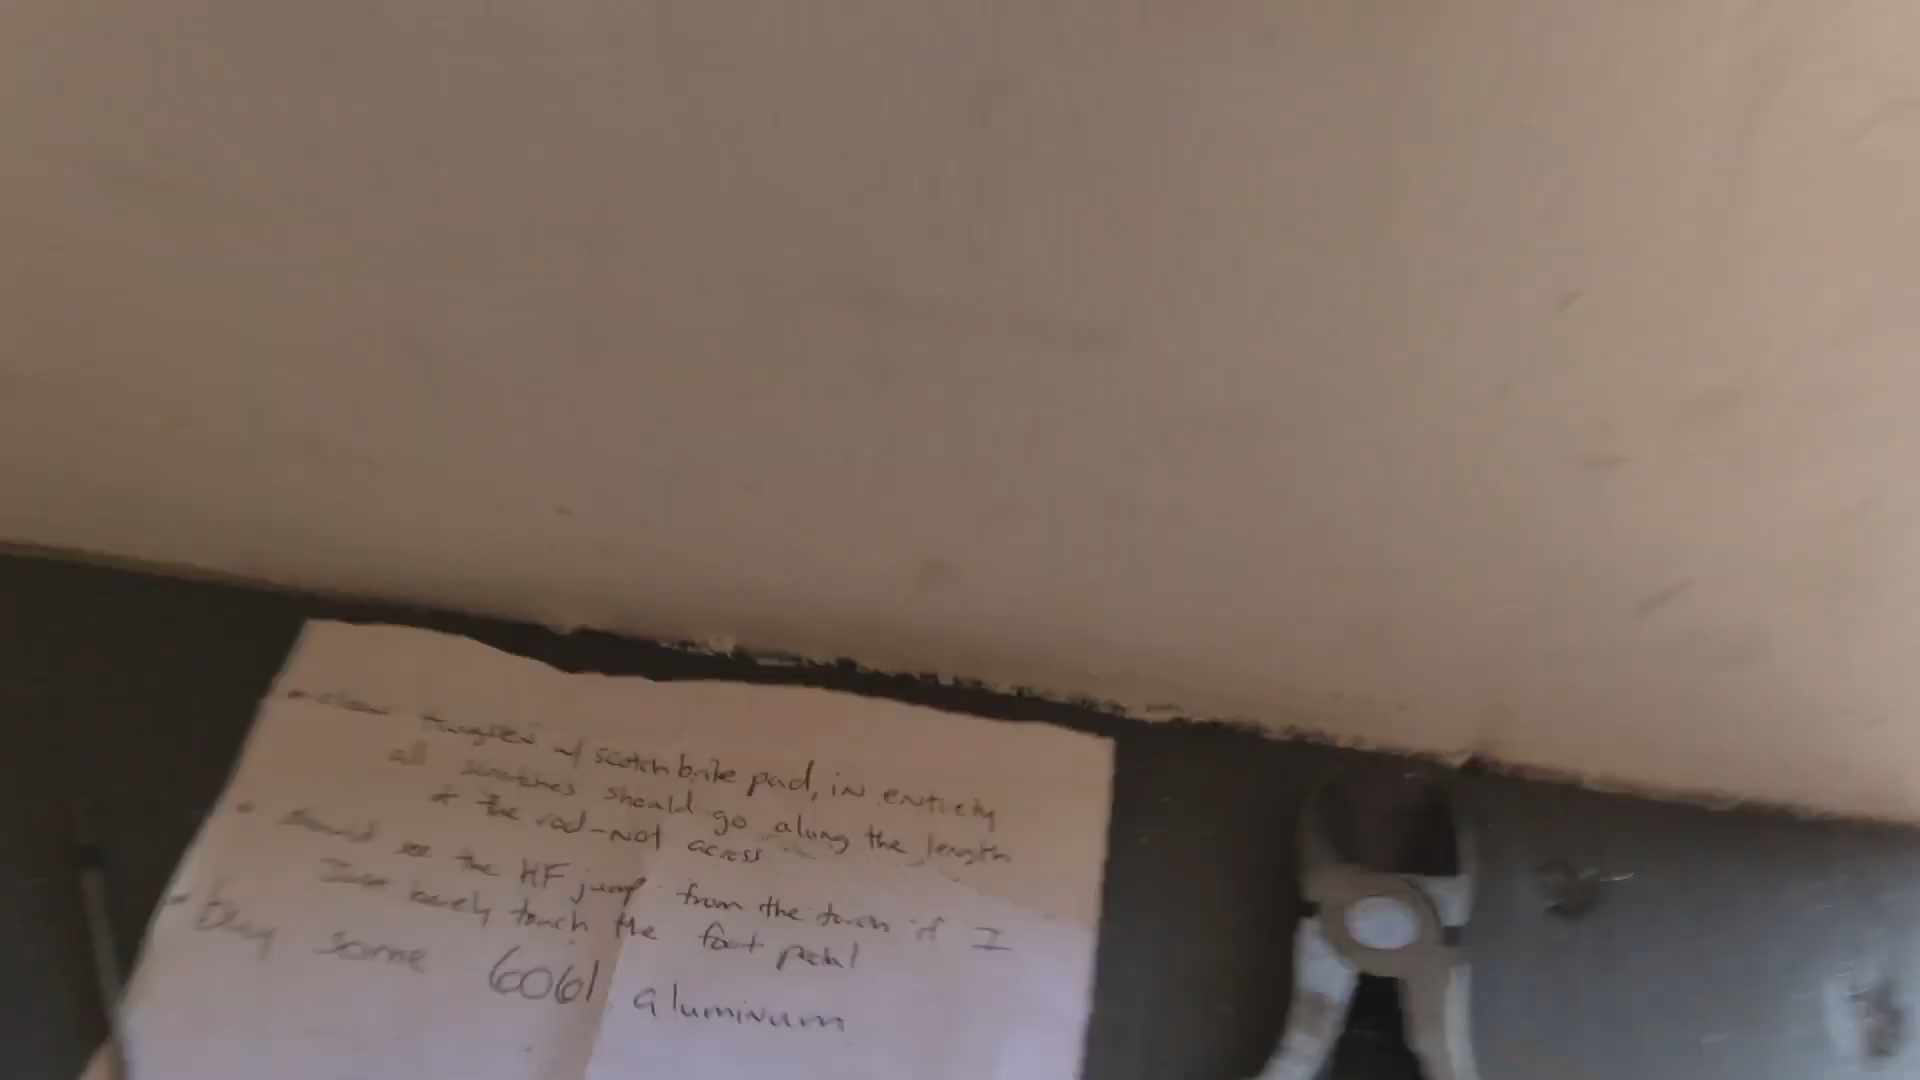 - clean tungsten w/ scotch brite pad, in entirety
all scratches should go along the length
of the rod - not across
• should see the HF jump from the torch if I
barely touch the foot pedal
- buy some 6061 aluminum